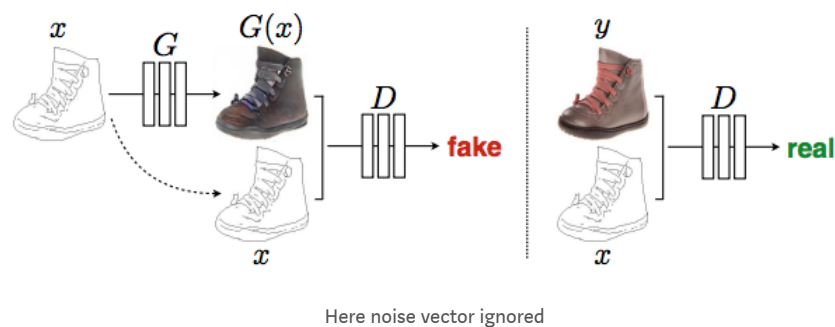 x
G
G(x)
D
fake
x
y
D
real
x
Here noise vector ignored